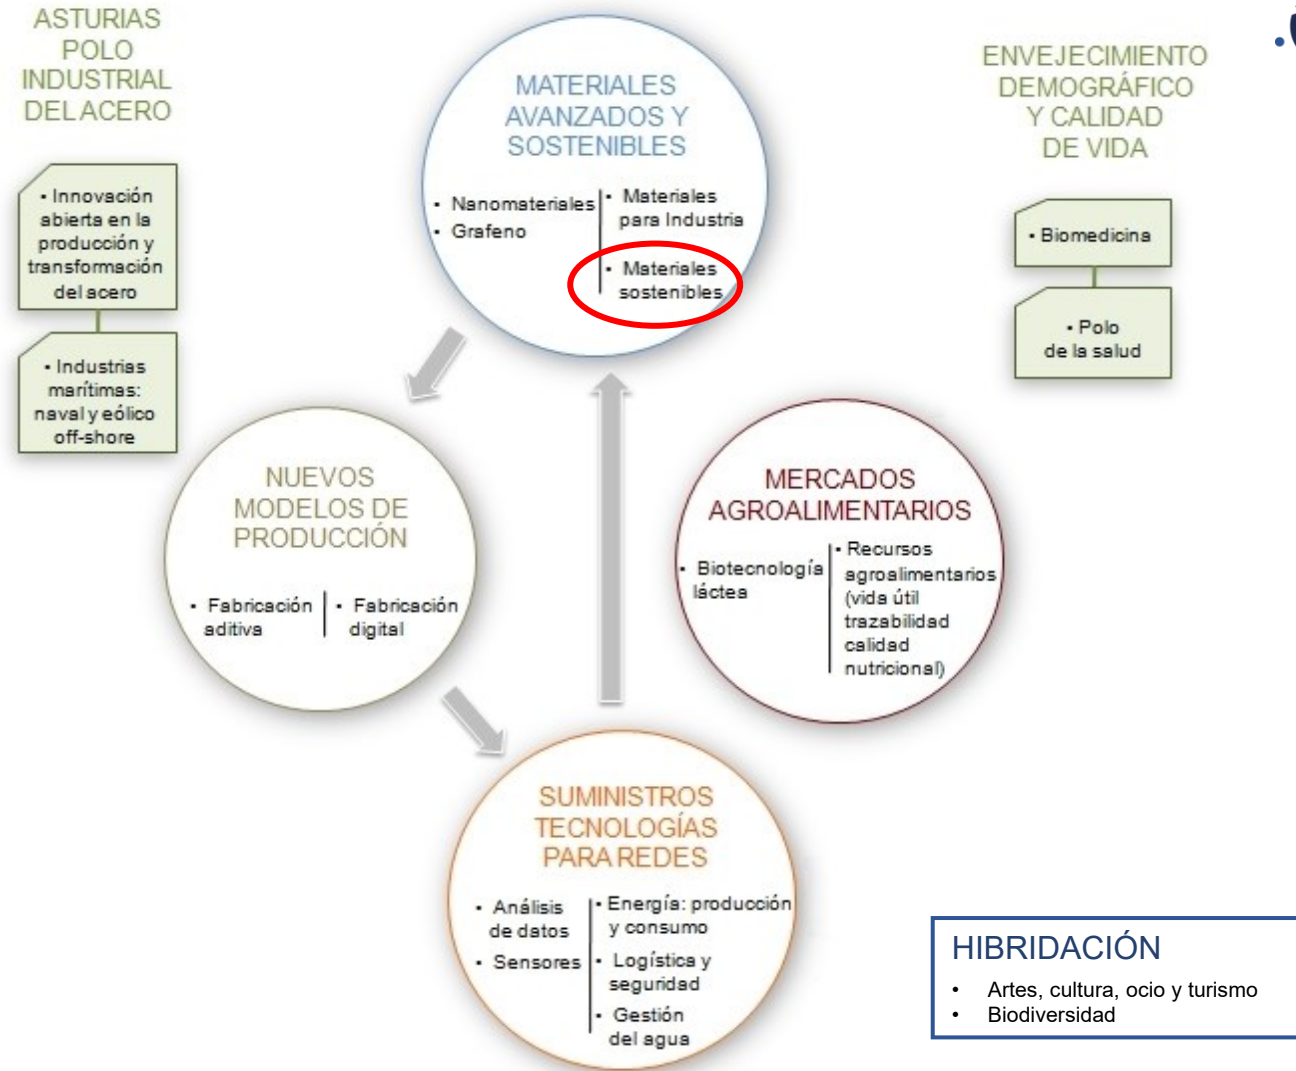 ASTURIAS
POLO
INDUSTRIAL
DEL ACERO
• Innovación
abierta en la
producción y
transformación
del acero
• Industrias
marítimas:
naval y eólico
off-shore
MATERIALES
AVANZADOS Y
SOSTENIBLES
• Nanomateriales
• Grafeno
• Materiales
para Industria
• Materiales
sostenibles
ENVEJECIMIENTO
DEMOGRÁFICO
Y CALIDAD
DE VIDA
• Biomedicina
• Polo
de la salud
NUEVOS
MODELOS DE
PRODUCCIÓN
• Fabricación
aditiva
• Fabricación
digital
MERCADOS
AGROALIMENTARIOS
• Biotecnología
láctea
• Recursos
agroalimentarios
(vida útil
trazabilidad
calidad
nutricional)
SUMINISTROS
TECNOLOGÍAS
PARA REDES
• Análisis
de datos
• Sensores
• Energía: producción
y consumo
• Logística y
seguridad
• Gestión
del agua
HIBRIDACIÓN
• Artes, cultura, ocio y turismo
• Biodiversidad